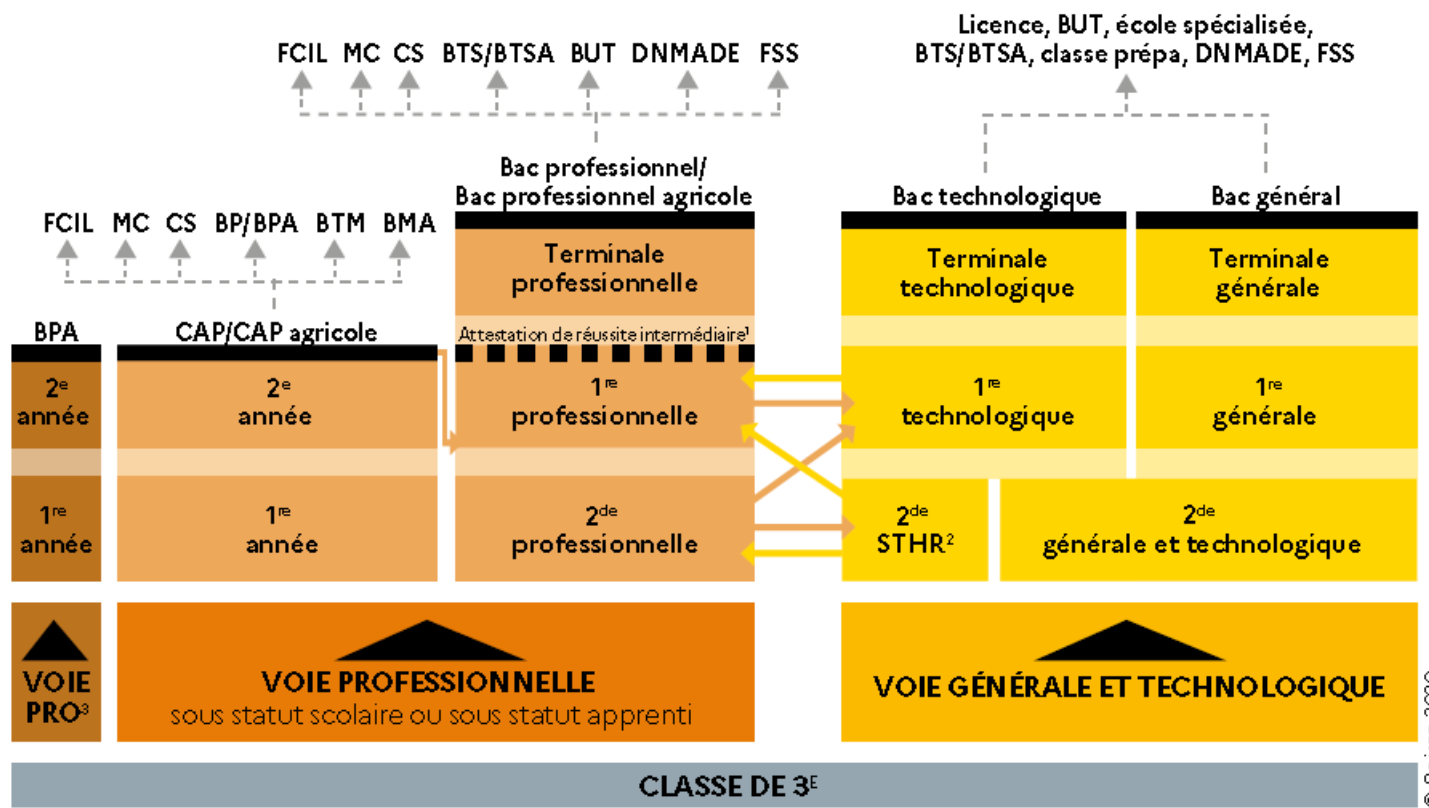 Licence, BUT, école spécialisée,
BTS/BTSA, classe prépa, DNMADE, FSS
FCIL MC CS BTS/BTSA BUT DNMADE FSS
Bac professionnel/
Bac professionnel agricole
Bac technologique
Bac général
FCIL MC CS BP/BPA BTM BMA
Terminale
professionnelle
Terminale
technologique
Terminale
générale
BPA
CAP/CAP agricole
Attestation de réussite intermédiaire¹
2e
année
2e
année
1re
professionnelle
1re
technologique
1re
générale
1re
année
1re
année
2de
professionnelle
2de
STHR²
2de
générale et technologique
VOIE
PRO³
VOIE PROFESSIONNELLE
sous statut scolaire ou sous statut apprenti
VOIE GÉNÉRALE ET TECHNOLOGIQUE
CLASSE DE 3E